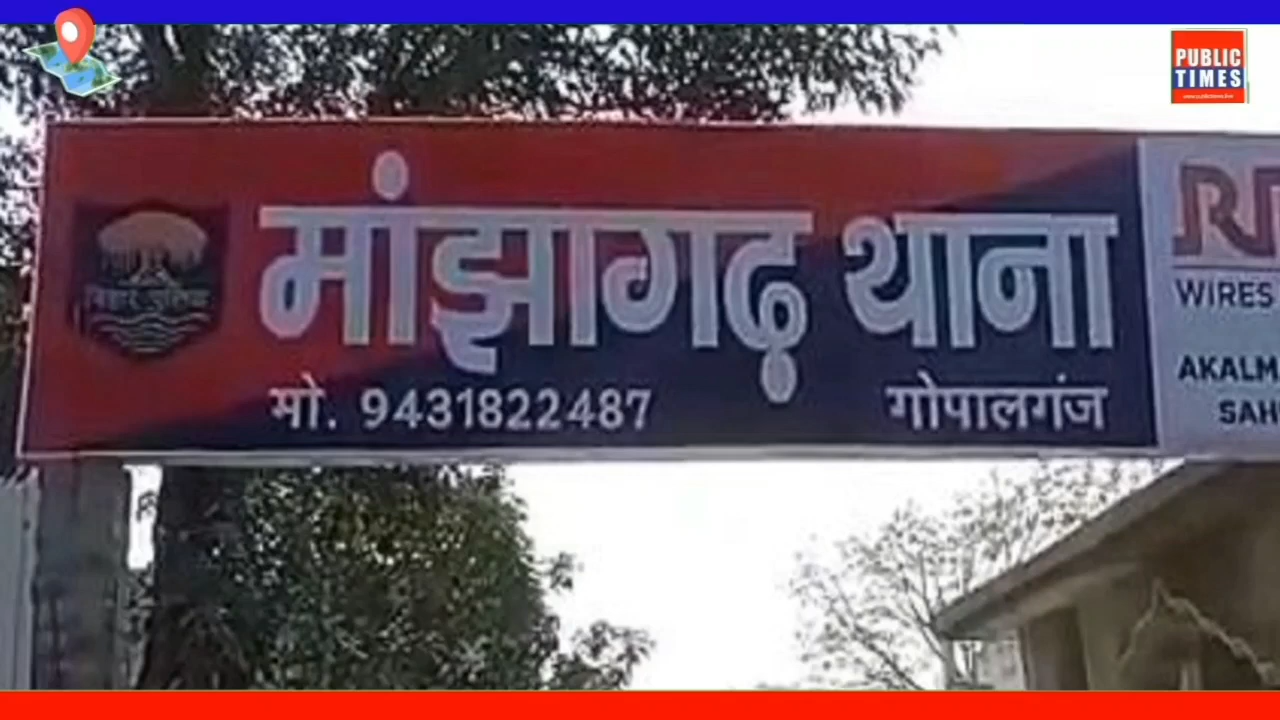 PUBLIC
TIMES
मांझागढ़ थाना
बिहार पुलिस
मो. 9431822487
गोपालगंज
WIRES
AKALM
SAH